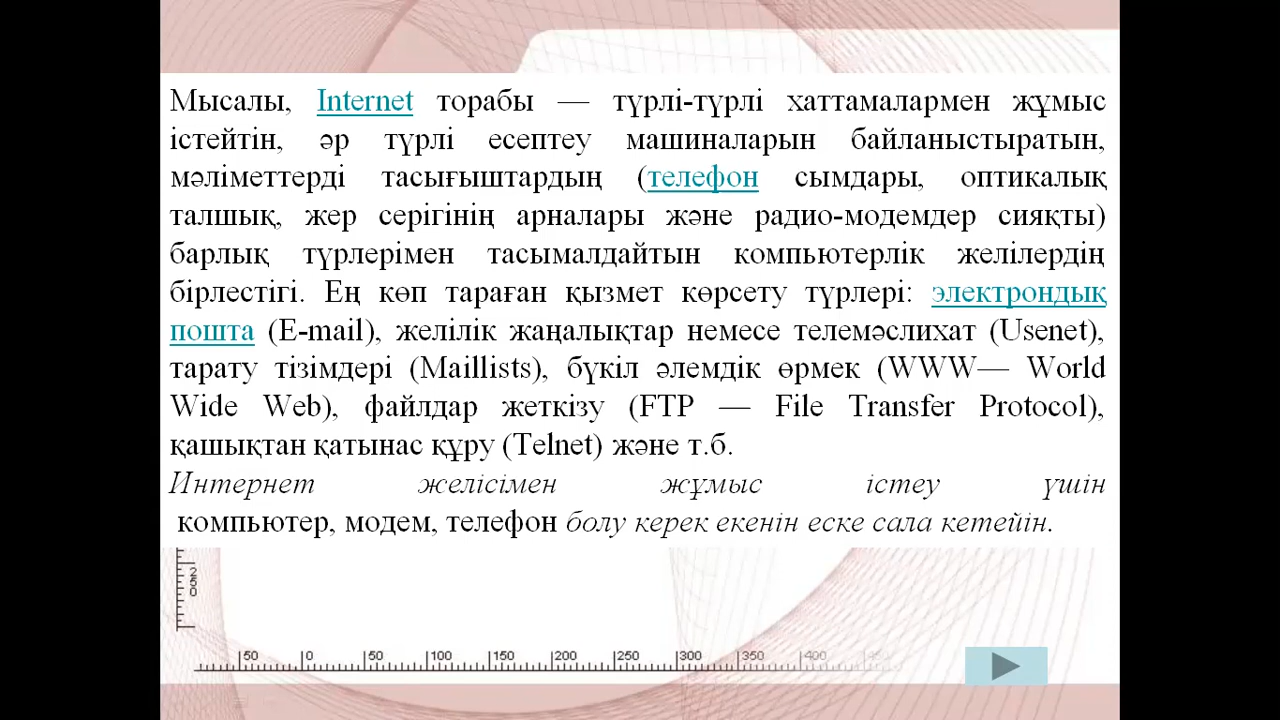 Мысалы, Internet торабы — түрлі-түрлі хаттамалармен жұмыс
істейтін, әр түрлі есептеу машиналарын байланыстыратын,
мәліметтерді тасығыштардың (телефон сымдары, оптикалық
талшық, жер серігінің арналары және радио-модемдер сияқты)
барлық түрлерімен тасымалдайтын компьютерлік желілердің
бірлестігі. Ең көп тараған қызмет көрсету түрлері: электрондық
пошта (E-mail), желілік жаңалықтар немесе телемәслихат (Usenet),
тарату тізімдері (Maillists), бүкіл әлемдік өрмек (WWW— World
Wide Web), файлдар жеткізу (FTP — File Transfer Protocol),
қашықтан қатынас құру (Telnet) және т.б.
Интернет желісімен жұмыс істеу үшін
компьютер, модем, телефон болу керек екенін еске сала кетейін.
250
50 0 50 100 150 200 250 300 350 400 450